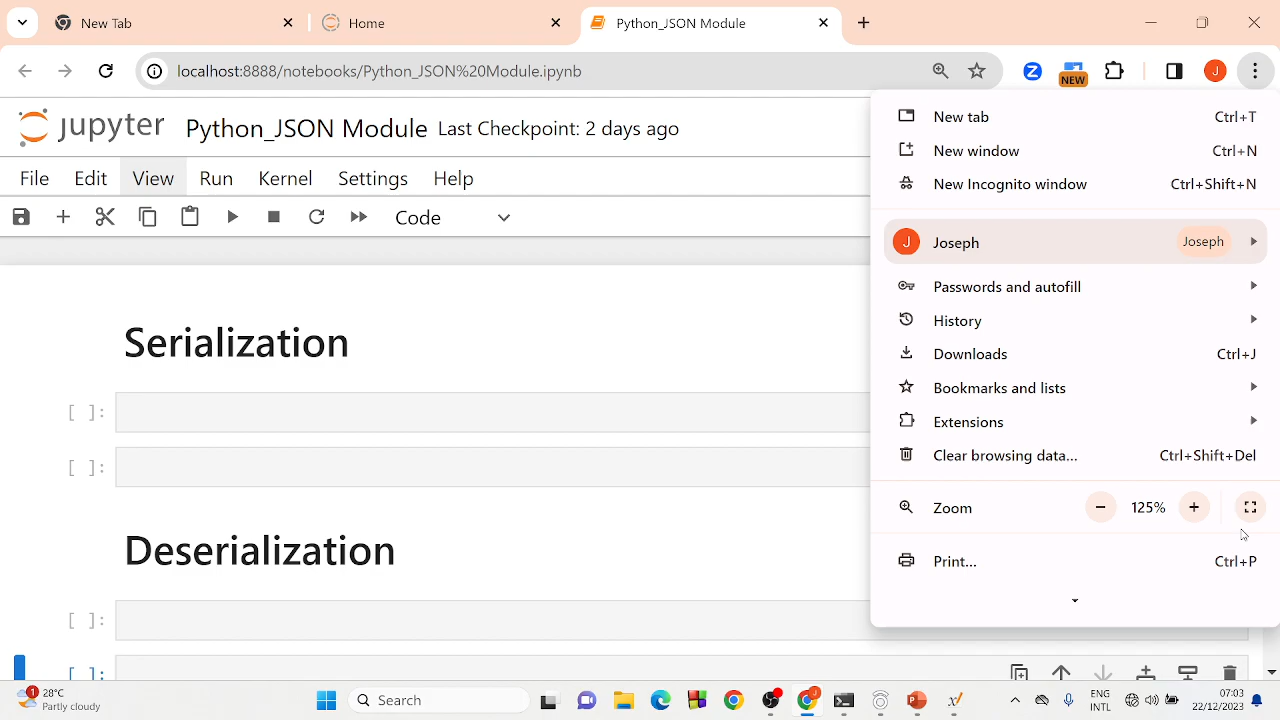 New Tab
Home
Python_JSON Module
localhost:8888/notebooks/Python_JSON%20Module.ipynb
NEW
J
jupyter Python_JSON Module Last Checkpoint: 2 days ago
File Edit View Run Kernel Settings Help
Code
New tab Ctrl+T
New window Ctrl+N
New Incognito window Ctrl+Shift+N
J Joseph Joseph
Passwords and autofill
History
Downloads Ctrl+J
Bookmarks and lists
Extensions
Clear browsing data... Ctrl+Shift+Del
Zoom − 125% +
Print... Ctrl+P
Serialization
[ ]:
[ ]:
Deserialization
[ ]:
[ ]:
1 28°C
Partly cloudy
Search
ENG
INTL
07:03
22/12/2023